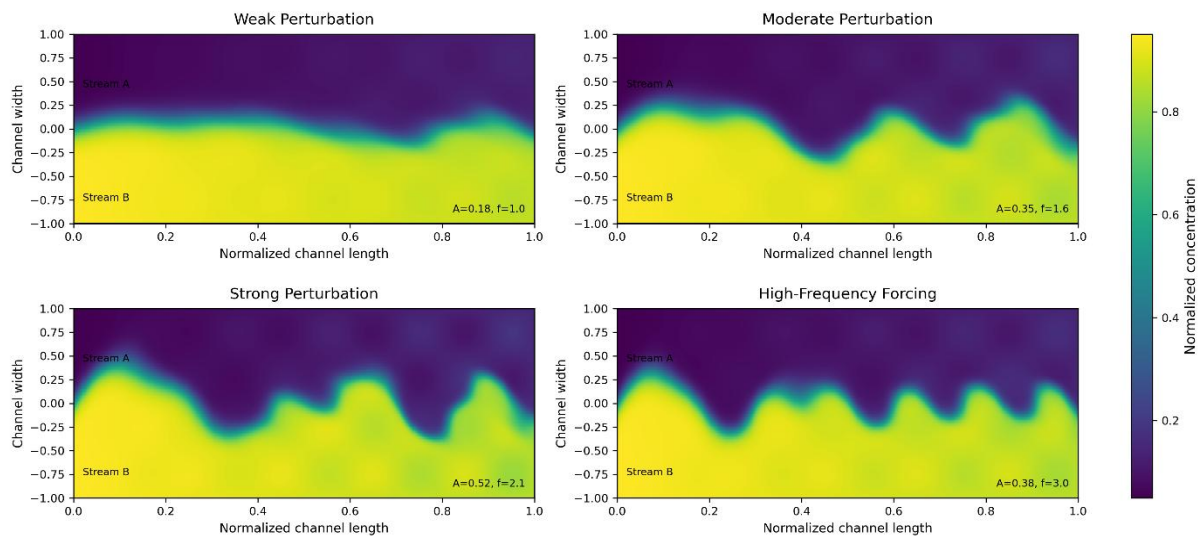 Weak Perturbation
1.00
0.75
0.50
0.25
0.00
−0.25
−0.50
−0.75
−1.00
Channel width
Stream A
Stream B
A=0.18, f=1.0
0.0 0.2 0.4 0.6 0.8 1.0
Normalized channel length
Moderate Perturbation
1.00
0.75
0.50
0.25
0.00
−0.25
−0.50
−0.75
−1.00
Channel width
Stream A
Stream B
A=0.35, f=1.6
0.0 0.2 0.4 0.6 0.8 1.0
Normalized channel length
Strong Perturbation
1.00
0.75
0.50
0.25
0.00
−0.25
−0.50
−0.75
−1.00
Channel width
Stream A
Stream B
A=0.52, f=2.1
0.0 0.2 0.4 0.6 0.8 1.0
Normalized channel length
High-Frequency Forcing
1.00
0.75
0.50
0.25
0.00
−0.25
−0.50
−0.75
−1.00
Channel width
Stream A
Stream B
A=0.38, f=3.0
0.0 0.2 0.4 0.6 0.8 1.0
Normalized channel length
0.8
0.6
0.4
0.2
Normalized concentration